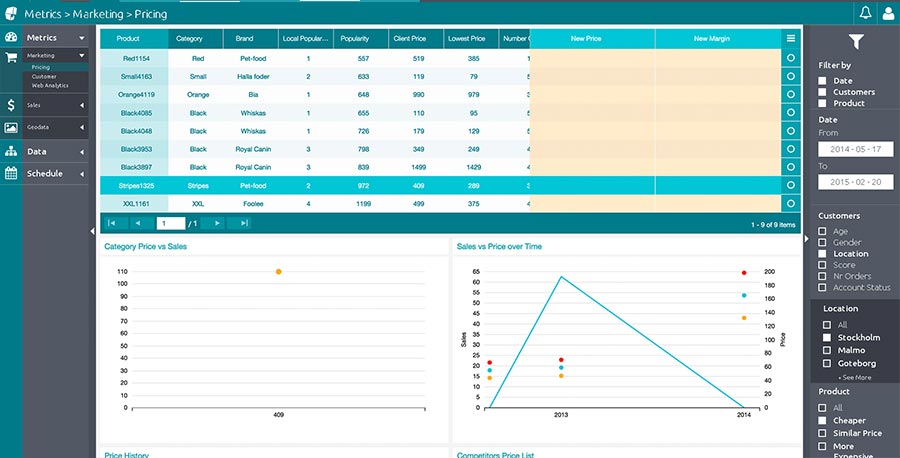 Metrics > Marketing > Pricing
Metrics
Marketing
Pricing
Customer
Web Analytics
$
Sales
Geodata
Data
Schedule
Product Category Brand Local Popular... Popularity Client Price Lowest Price Number New Price New Margin
Red1154 Red Pet-food 1 557 519 385
Small4163 Small Halla foder 2 633 119 79
Orange4119 Orange Bia 1 648 990 979
Black4085 Black Whiskas 1 655 110 95
Black4048 Black Whiskas 1 726 179 129
Black3953 Black Royal Canin 3 798 349 249
Black3897 Black Royal Canin 3 839 1499 1429
Stripes1325 Stripes Pet-food 2 972 409 289
XXL1161 XXL Foolee 4 1199 499 375
1 / 1
1 - 9 of 9 items
Category Price vs Sales
110
100
90
80
70
60
50
40
30
20
10
0
409
Sales vs Price over Time
65
60
55
50
45
40
35
30
25
20
15
10
5
0
Sales
200
180
160
140
120
100
80
60
40
20
0
Price
2013 2014
Price History
Competitors Price List
Filter by
Date
Customers
Product
Date
From
2014 - 05 - 17
To
2015 - 02 - 20
Customers
Age
Gender
Location
Score
Nr Orders
Account Status
Location
All
Stockholm
Malmo
Goteborg
+ See More
Product
All
Cheaper
Similar Price
More
Expensive